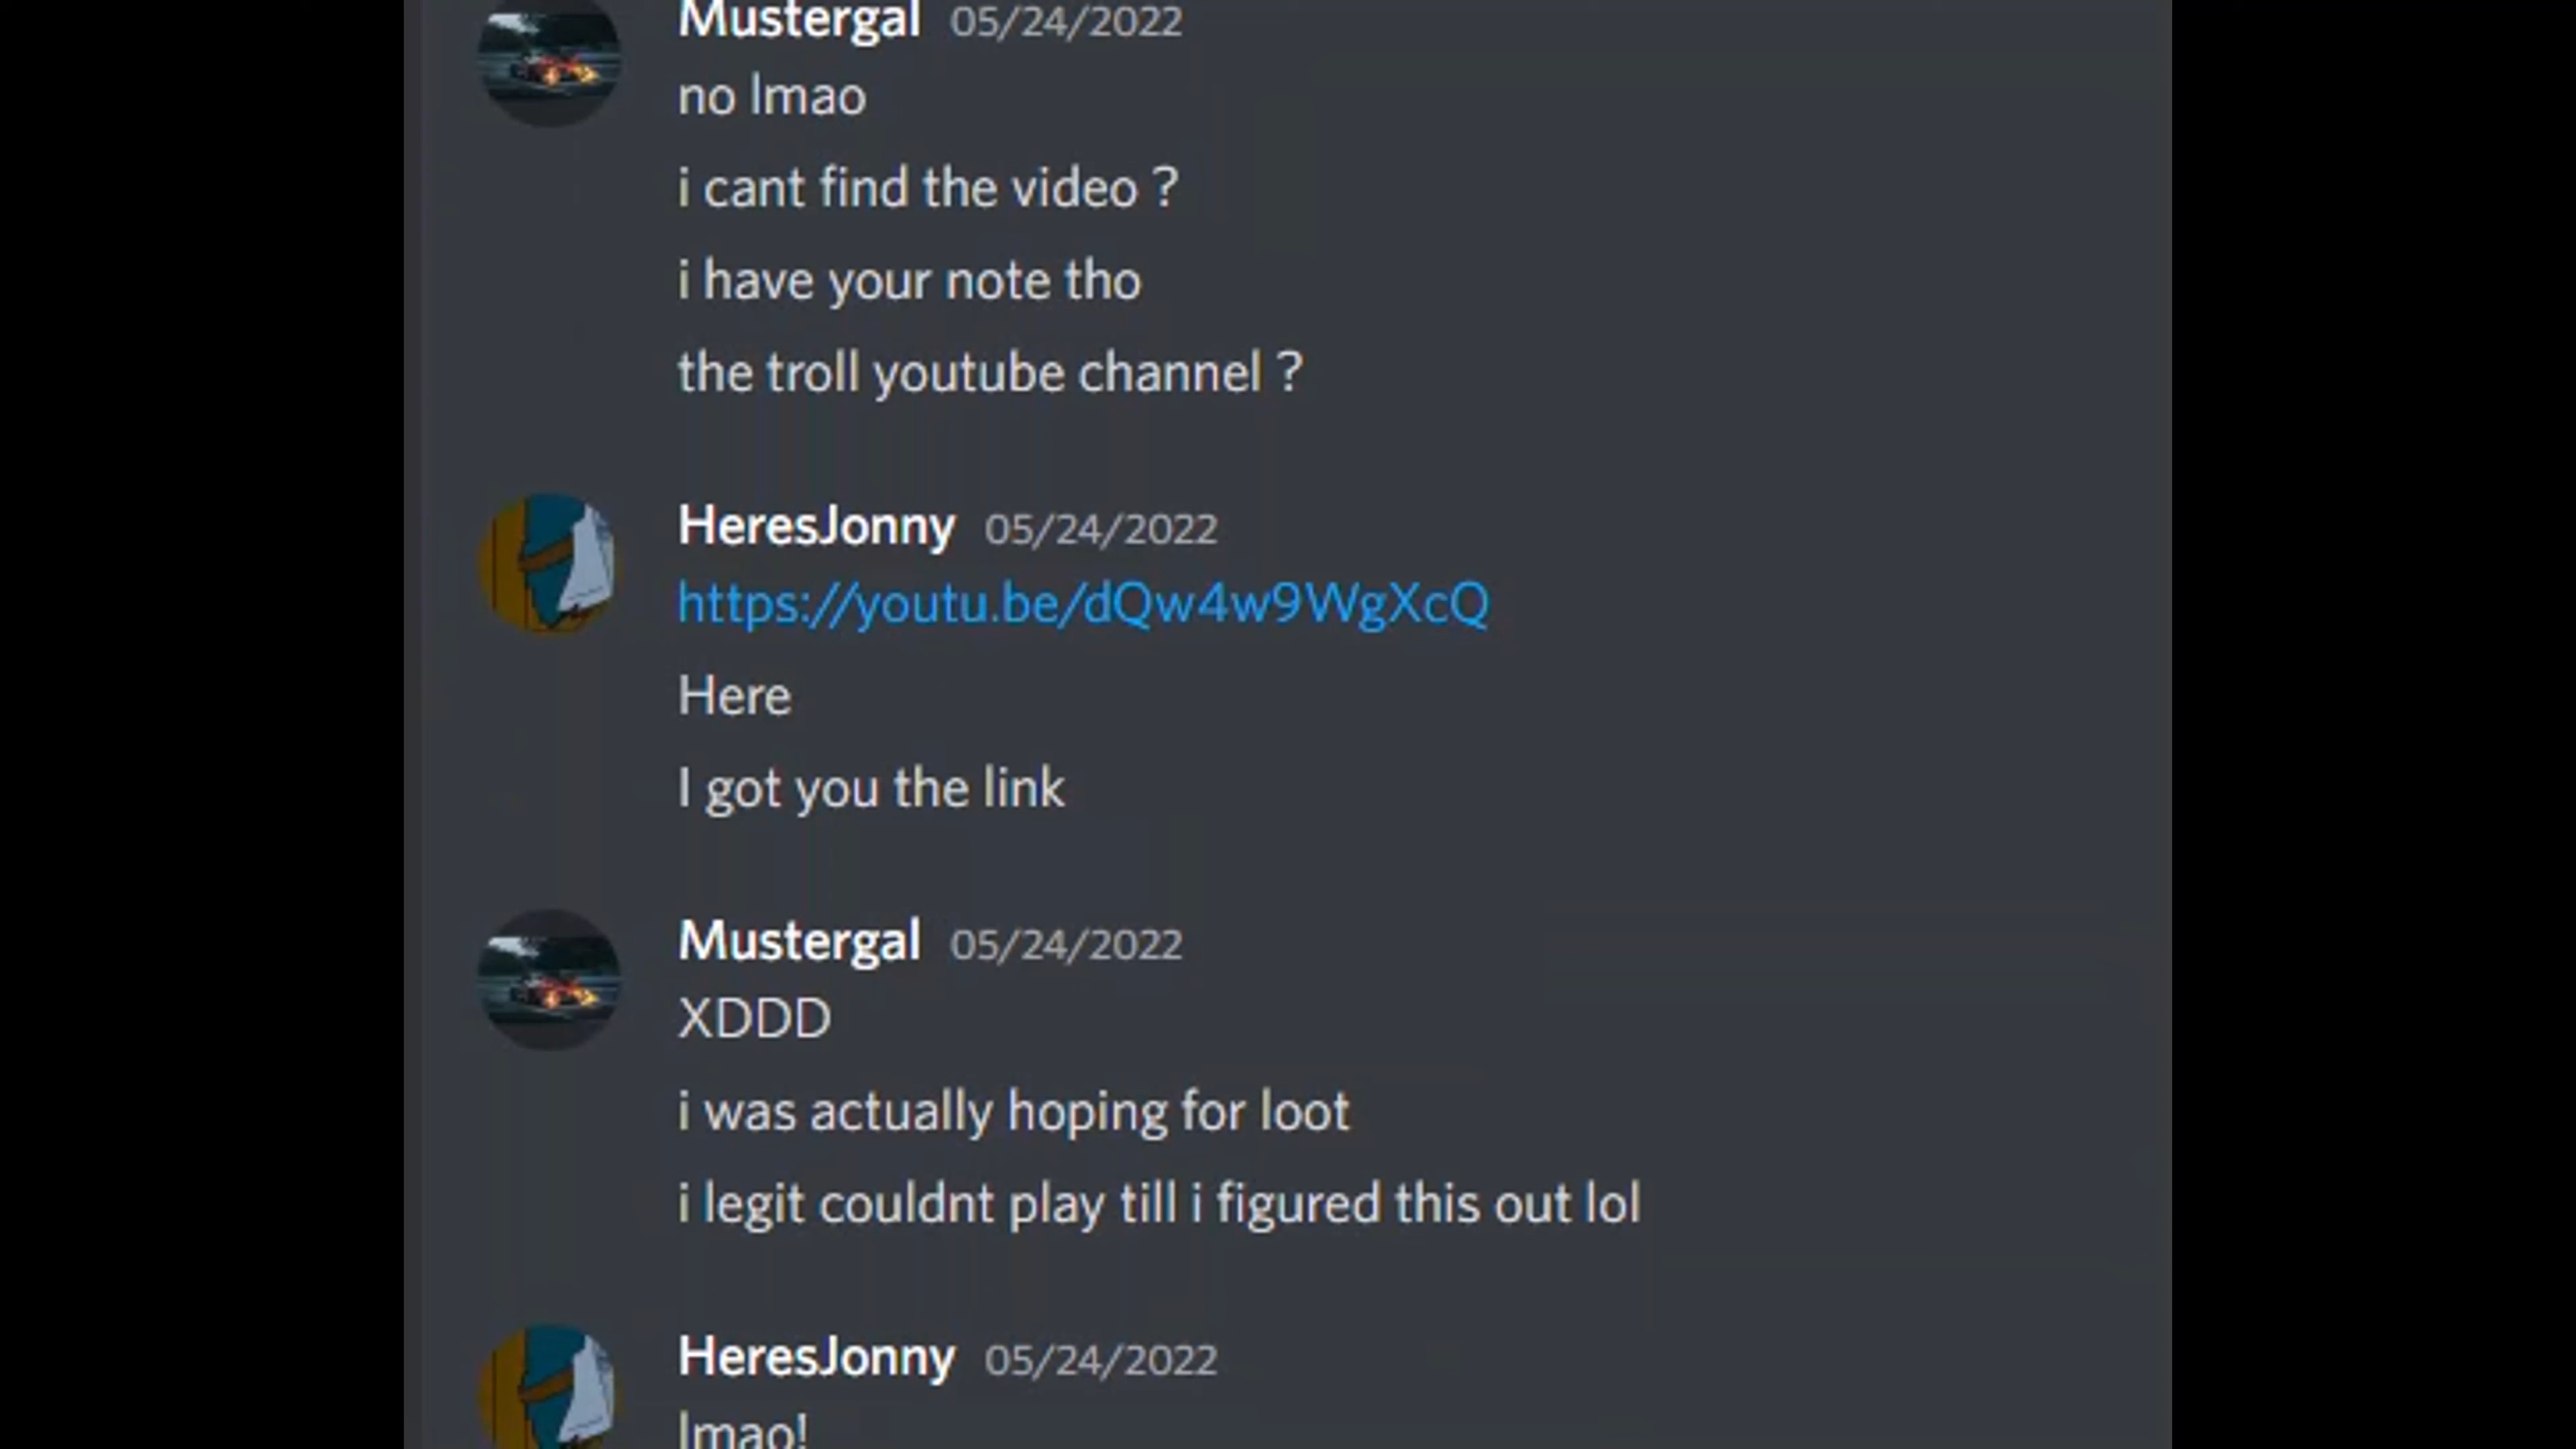 Mustergal 05/24/2022
no lmao
i cant find the video ?
i have your note tho
the troll youtube channel ?
HeresJonny 05/24/2022
https://youtu.be/dQw4w9WgXcQ
Here
I got you the link
Mustergal 05/24/2022
XDDD
i was actually hoping for loot
i legit couldnt play till i figured this out lol
HeresJonny 05/24/2022
lmao!